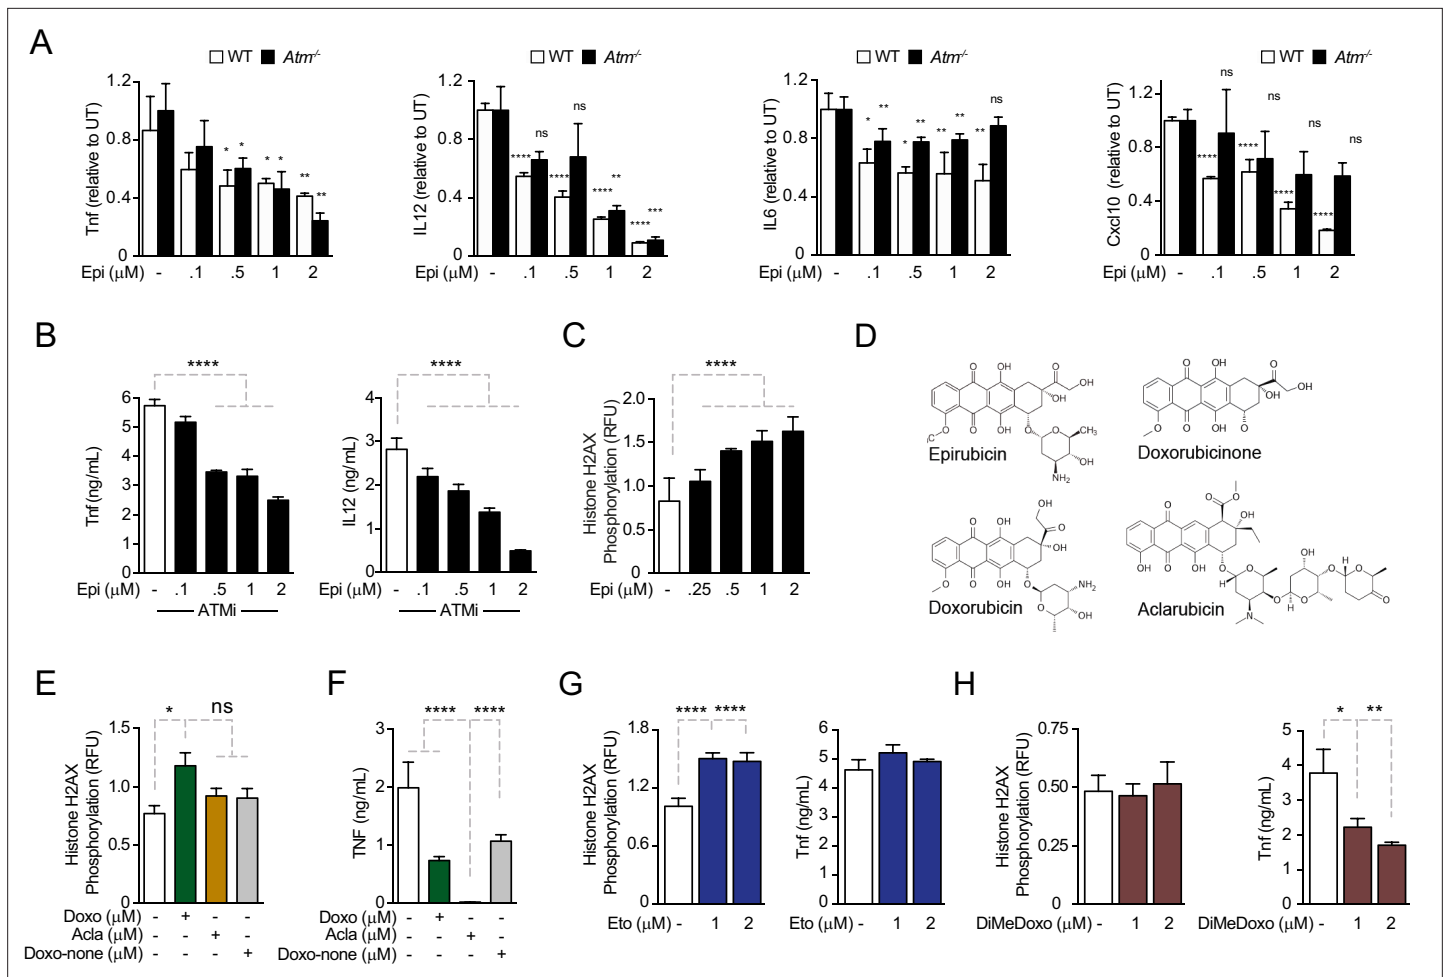 A
WT Atm-/-
Tnf (relative to UT)
1.2
0.8
0.4
0
* * * * ** **
Epi (μM) - .1 .5 1 2
WT Atm-/-
IL12 (relative to UT)
1.2
0.8
0.4
0
**** ns **** ns **** ** **** ***
Epi (μM) - .1 .5 1 2
WT Atm-/-
IL6 (relative to UT)
1.2
0.8
0.4
0
* ** * ** ** ** ** ns
Epi (μM) - .1 .5 1 2
WT Atm-/-
Cxcl10 (relative to UT)
1.2
0.8
0.4
0
**** ns **** ns **** ns **** ns
Epi (μM) - .1 .5 1 2
B
****
Tnf (ng/mL)
6
5
4
3
2
1
0
Epi (μM) - .1 .5 1 2
ATMi
****
IL12 (ng/mL)
4
3
2
1
0
Epi (μM) - .1 .5 1 2
ATMi
C
****
Histone H2AX
Phosphorylation (RFU)
2.0
1.5
1.0
0.5
0.0
Epi (μM) - .25 .5 1 2
D
Epirubicin
Doxorubicinone
Doxorubicin
Aclarubicin
E
* ns
Histone H2AX
Phosphorylation (RFU)
1.5
1.0
0.5
0
Doxo (μM) - + - -
Acla (μM) - - + -
Doxo-none (μM) - - - +
F
**** ****
TNF (ng/mL)
3
2
1
0
Doxo (μM) - + - -
Acla (μM) - - + -
Doxo-none (μM) - - - +
G
**** ****
Histone H2AX
Phosphorylation (RFU)
1.8
1.2
.6
0
Eto (μM) - 1 2
Tnf (ng/mL)
6
5
4
3
2
1
0
Eto (μM) - 1 2
H
Histone H2AX
Phosphorylation (RFU)
0.75
0.50
0.25
0
DiMeDoxo (μM) - 1 2
* **
Tnf (ng/mL)
5
4
3
2
1
0
DiMeDoxo (μM) - 1 2